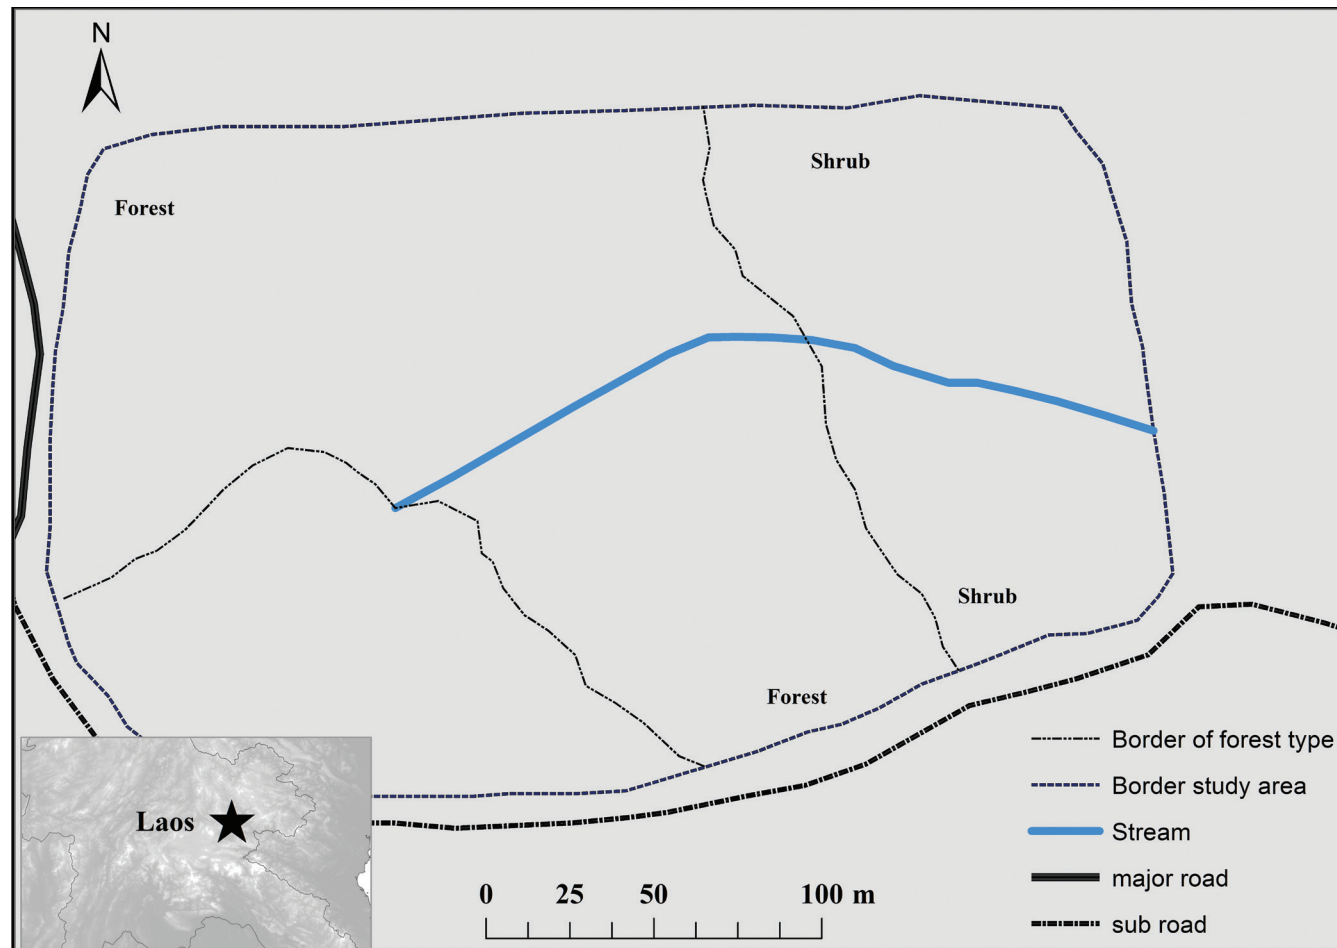 N
Shrub
Forest
Shrub
Forest
Border of forest type
Border study area
Stream
major road
sub road
Laos
0 25 50 100 m